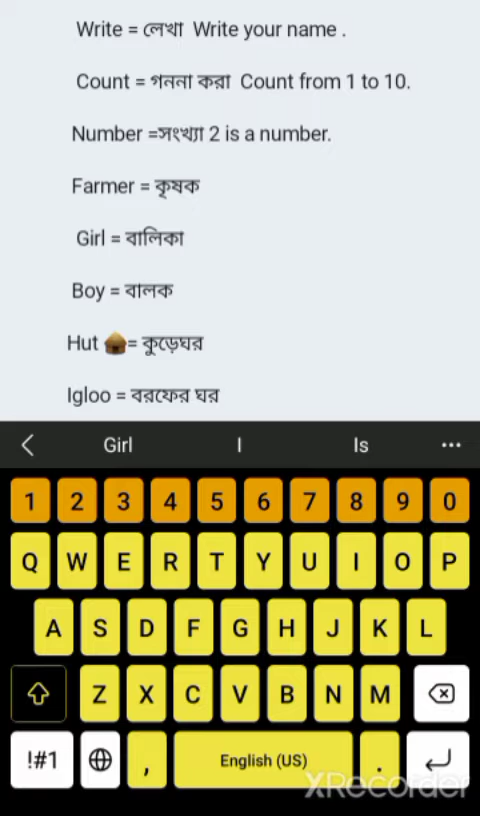 Write = লেখা Write your name .
Count = গননা করা Count from 1 to 10.
Number =সংখ্যা 2 is a number.
Farmer = কৃষক
Girl = বালিকা
Boy = বালক
Hut 🛖= কুড়েঘর
Igloo = বরফের ঘর
Girl I Is
1 2 3 4 5 6 7 8 9 0
Q W E R T Y U I O P
A S D F G H J K L
Z X C V B N M
!#1 , English (US) .
XRecorder